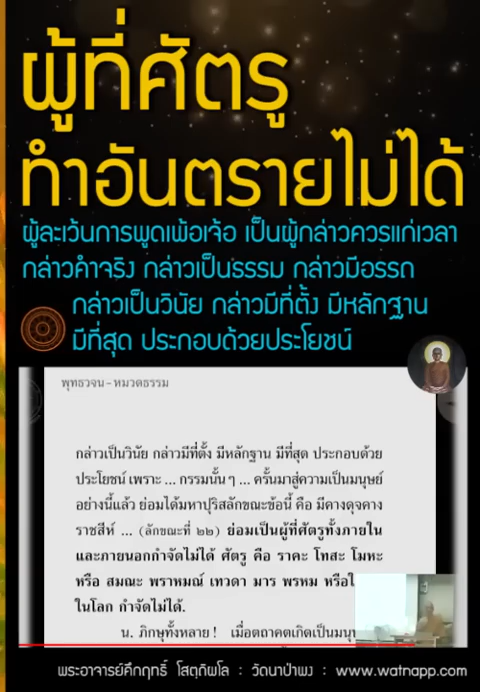 ผู้ที่ศัตรู
ทำอันตรายไม่ได้
ผู้ละเว้นการพูดเพ้อเจ้อ เป็นผู้กล่าวควรแก่เวลา
กล่าวคำจริง กล่าวเป็นธรรม กล่าวมีอรรถ
กล่าวเป็นวินัย กล่าวมีที่ตั้ง มีหลักฐาน
มีที่สุด ประกอบด้วยประโยชน์
พุทธวจน - หมวดธรรม
กล่าวเป็นวินัย กล่าวมีที่ตั้ง มีหลักฐาน มีที่สุด ประกอบด้วย
ประโยชน์ เพราะ ... กรรมนั้น ๆ ... ครั้นมาสู่ความเป็นมนุษย์
อย่างนี้แล้ว ย่อมได้มหาปุริสลักขณะข้อนี้ คือ มีคางดุจคาง
ราชสีห์ ... (ลักขณะที่ ๒๒) ย่อมเป็นผู้ที่ศัตรูทั้งภายใน
และภายนอกกำจัดไม่ได้ ศัตรู คือ ราคะ โทสะ โมหะ
หรือ สมณะ พราหมณ์ เทวดา มาร พรหม หรือ
ในโลก กำจัดไม่ได้.
น. ภิกษุทั้งหลาย ! เมื่อตถาคตเกิดเป็น
พระอาจารย์คึกฤทธิ์ โสตฺถิผโล : วัดนาป่าพง : www.watnapp.com